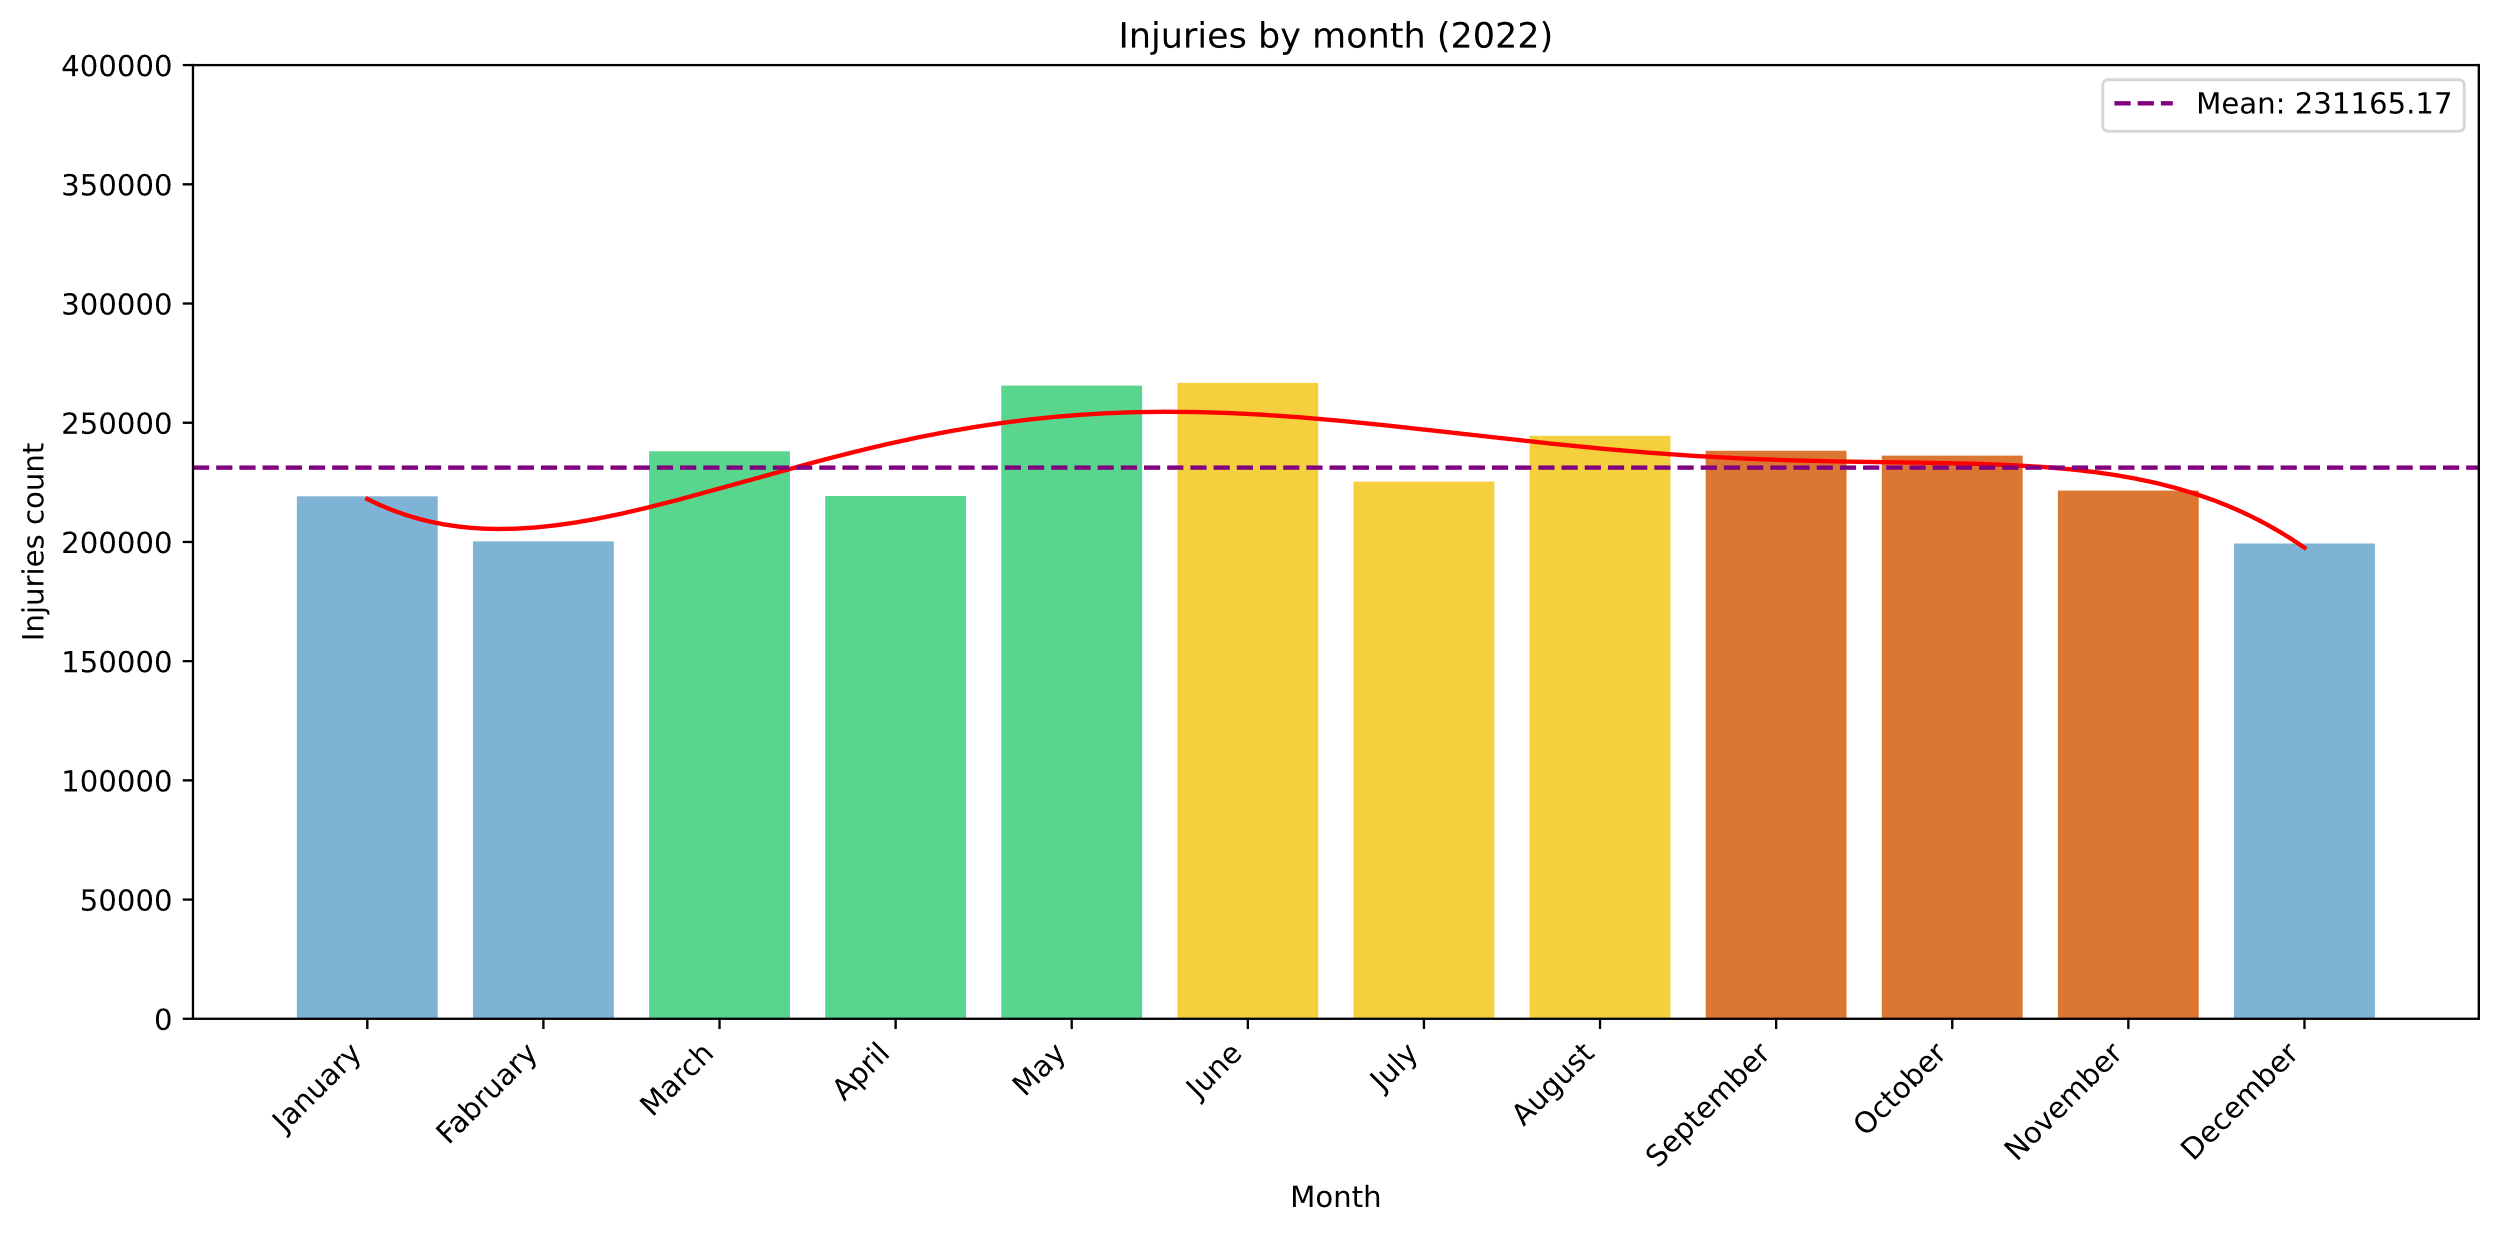 Injuries by month (2022)
Mean: 231165.17
400000
350000
300000
250000
200000
150000
100000
50000
0
Injuries count
January
Fabruary
March
April
May
June
July
August
September
October
November
December
Month